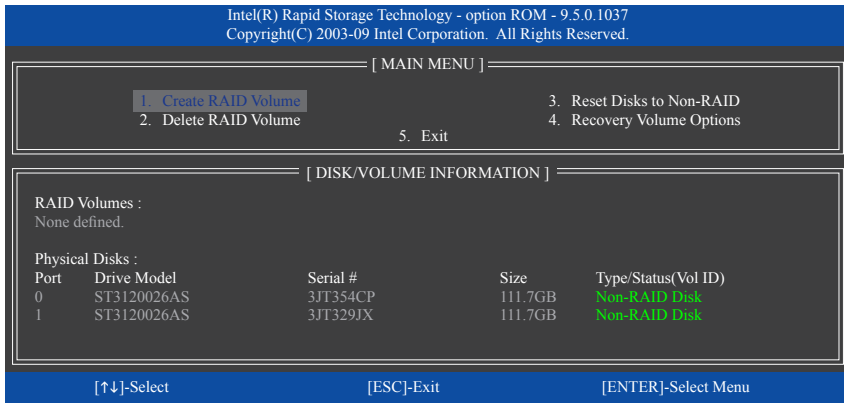 Intel(R) Rapid Storage Technology - option ROM - 9.5.0.1037
Copyright(C) 2003-09 Intel Corporation. All Rights Reserved.
[ MAIN MENU ]
1. Create RAID Volume 3. Reset Disks to Non-RAID
2. Delete RAID Volume 4. Recovery Volume Options
5. Exit
[ DISK/VOLUME INFORMATION ]
RAID Volumes :
None defined.
Physical Disks :
Port Drive Model Serial # Size Type/Status(Vol ID)
0 ST3120026AS 3JT354CP 111.7GB Non-RAID Disk
1 ST3120026AS 3JT329JX 111.7GB Non-RAID Disk
[↑↓]-Select [ESC]-Exit [ENTER]-Select Menu